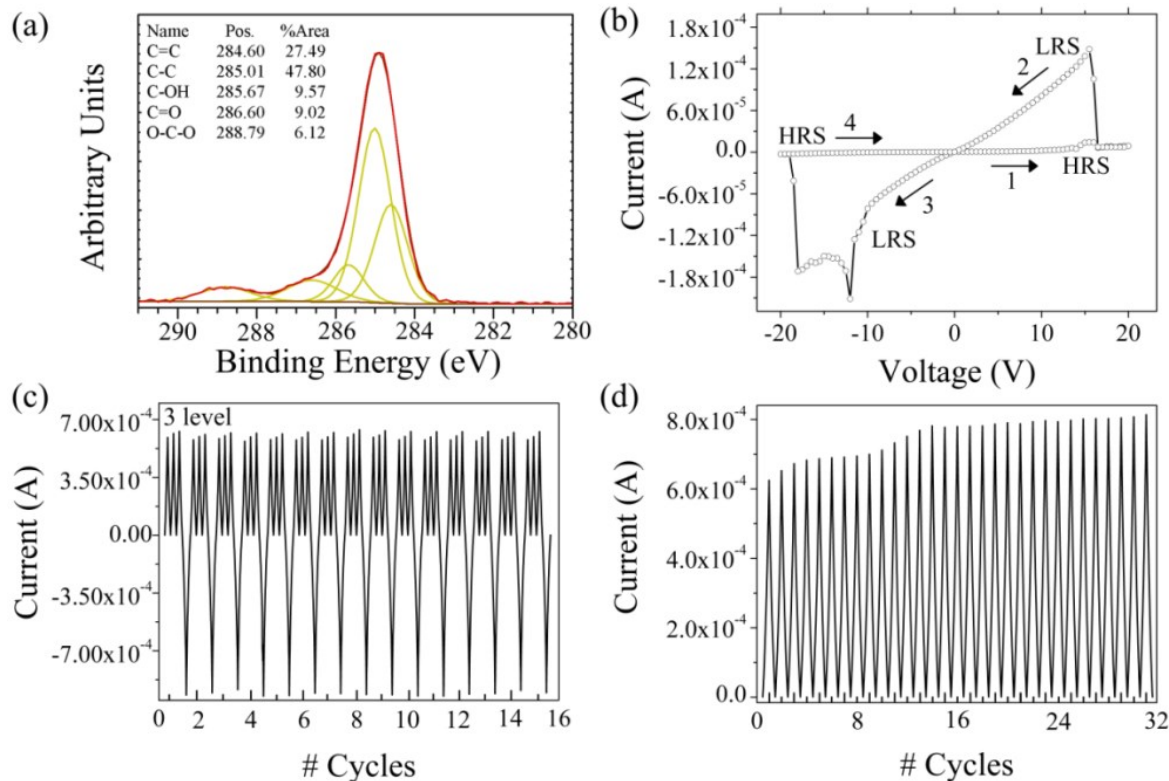 (a)
Name Pos. %Area
C=C 284.60 27.49
C-C 285.01 47.80
C-OH 285.67 9.57
C=O 286.60 9.02
O-C-O 288.79 6.12
Arbitrary Units
290 288 286 284 282 280
Binding Energy (eV)
(b)
1.8x10⁻⁴
1.2x10⁻⁴
6.0x10⁻⁵
0.0
-6.0x10⁻⁵
-1.2x10⁻⁴
-1.8x10⁻⁴
Current (A)
LRS
2
HRS 4
1 HRS
3
LRS
-20 -10 0 10 20
Voltage (V)
(c)
3 level
7.00x10⁻⁴
3.50x10⁻⁴
0.00
-3.50x10⁻⁴
-7.00x10⁻⁴
Current (A)
0 2 4 6 8 10 12 14 16
# Cycles
(d)
8.0x10⁻⁴
6.0x10⁻⁴
4.0x10⁻⁴
2.0x10⁻⁴
0.0
Current (A)
0 8 16 24 32
# Cycles